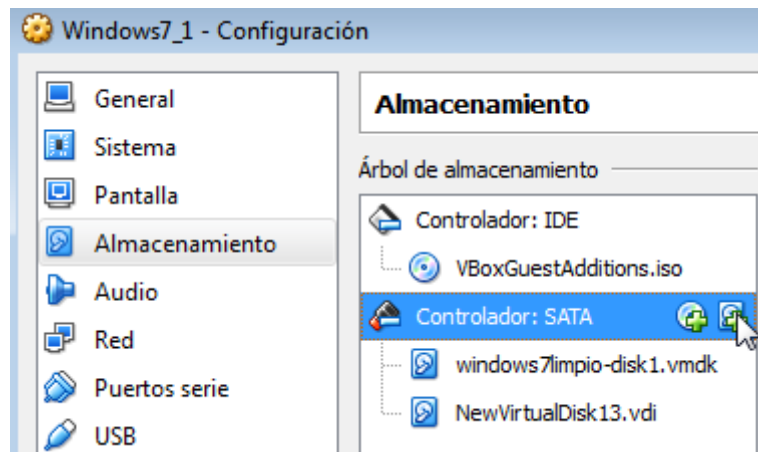 Windows7_1 - Configuración
General
Sistema
Pantalla
Almacenamiento
Audio
Red
Puertos serie
USB
Almacenamiento
Árbol de almacenamiento
Controlador: IDE
VBoxGuestAdditions.iso
Controlador: SATA
windows7limpio-disk1.vmdk
NewVirtualDisk13.vdi